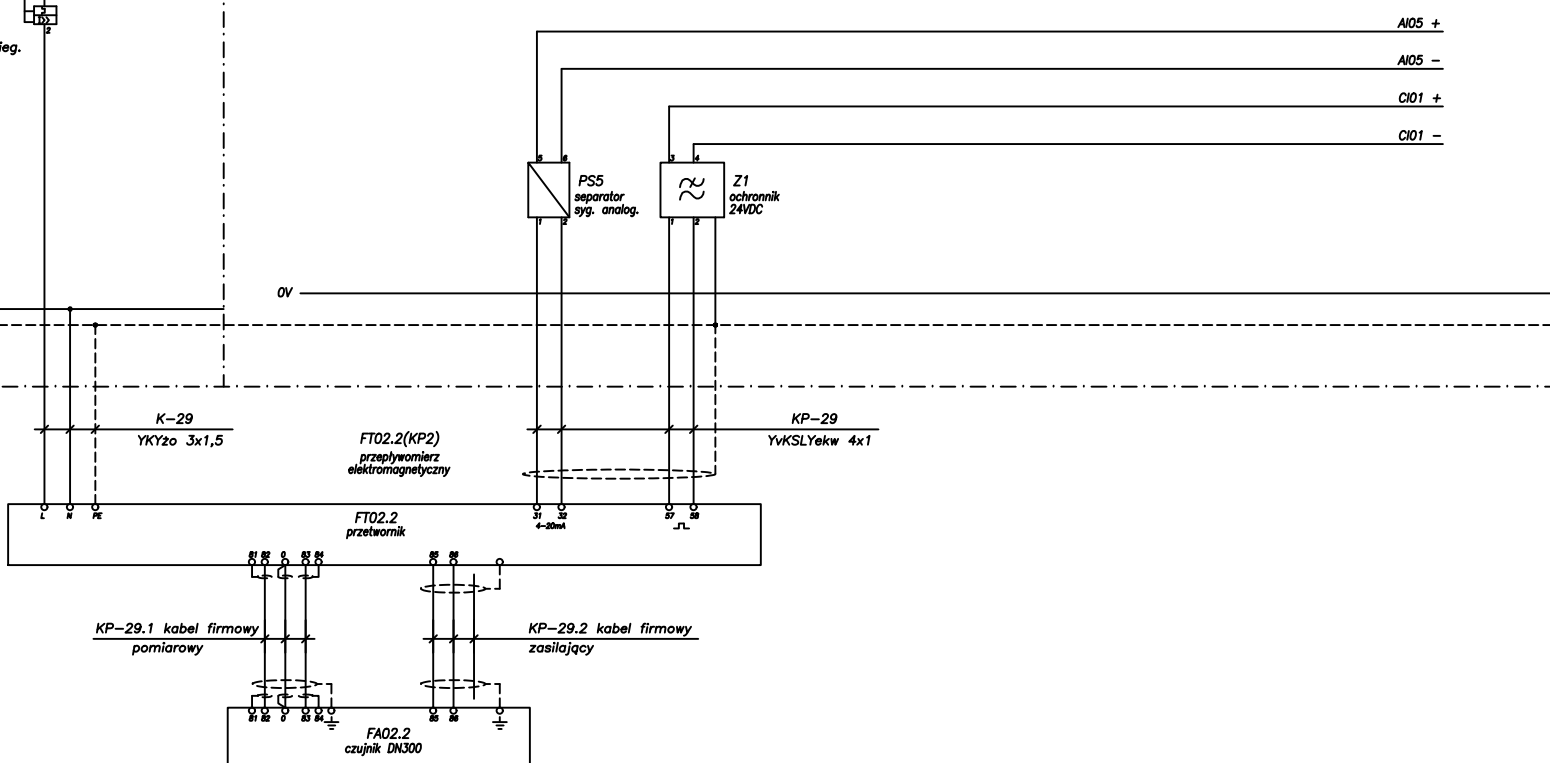 2
ieg.
AI05 +
AI05 -
CI01 +
CI01 -
5 6
3 4
PS5
separator
syg. analog.
Z1
ochronnik
24VDC
1 2
1 2
0V
K-29
YKYżo 3x1,5
FT02.2(KP2)
przepływomierz
elektromagnetyczny
KP-29
YvKSLYekw 4x1
L N PE
31 32
57 58
4-20mA
FT02.2
przetwornik
81 82 0 83 84
85 86
KP-29.1 kabel firmowy
pomiarowy
KP-29.2 kabel firmowy
zasilający
81 82 0 83 84
85 86
FA02.2
czujnik DN300